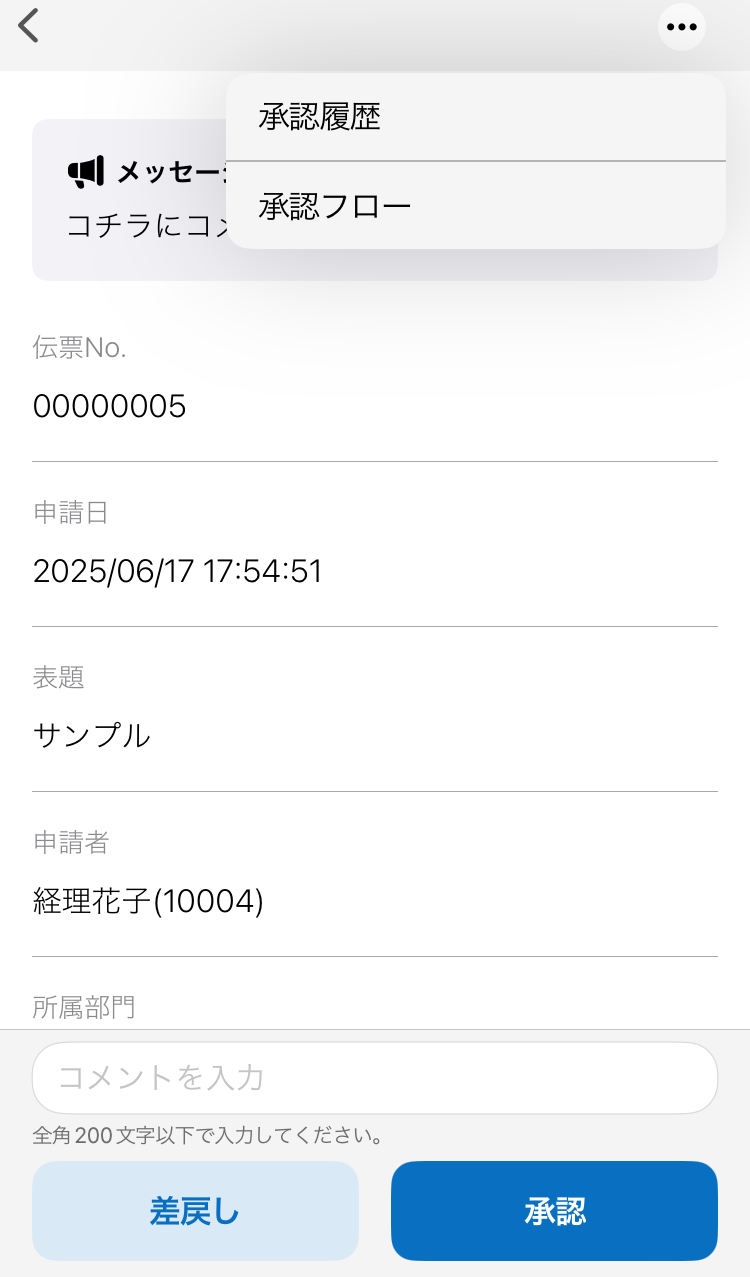 承認履歴
承認フロー
メッセー
コチラにコメ
伝票No.
00000005
申請日
2025/06/17 17:54:51
表題
サンプル
申請者
経理花子(10004)
所属部門
コメントを入力
全角200文字以下で入力してください。
差戻し
承認